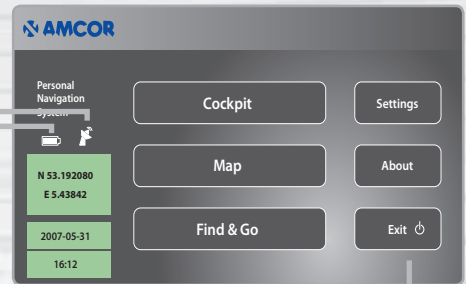 AMCOR
Personal
Navigation
System
N 53.192080
E 5.43842
2007-05-31
16:12
Cockpit
Map
Find & Go
Settings
About
Exit